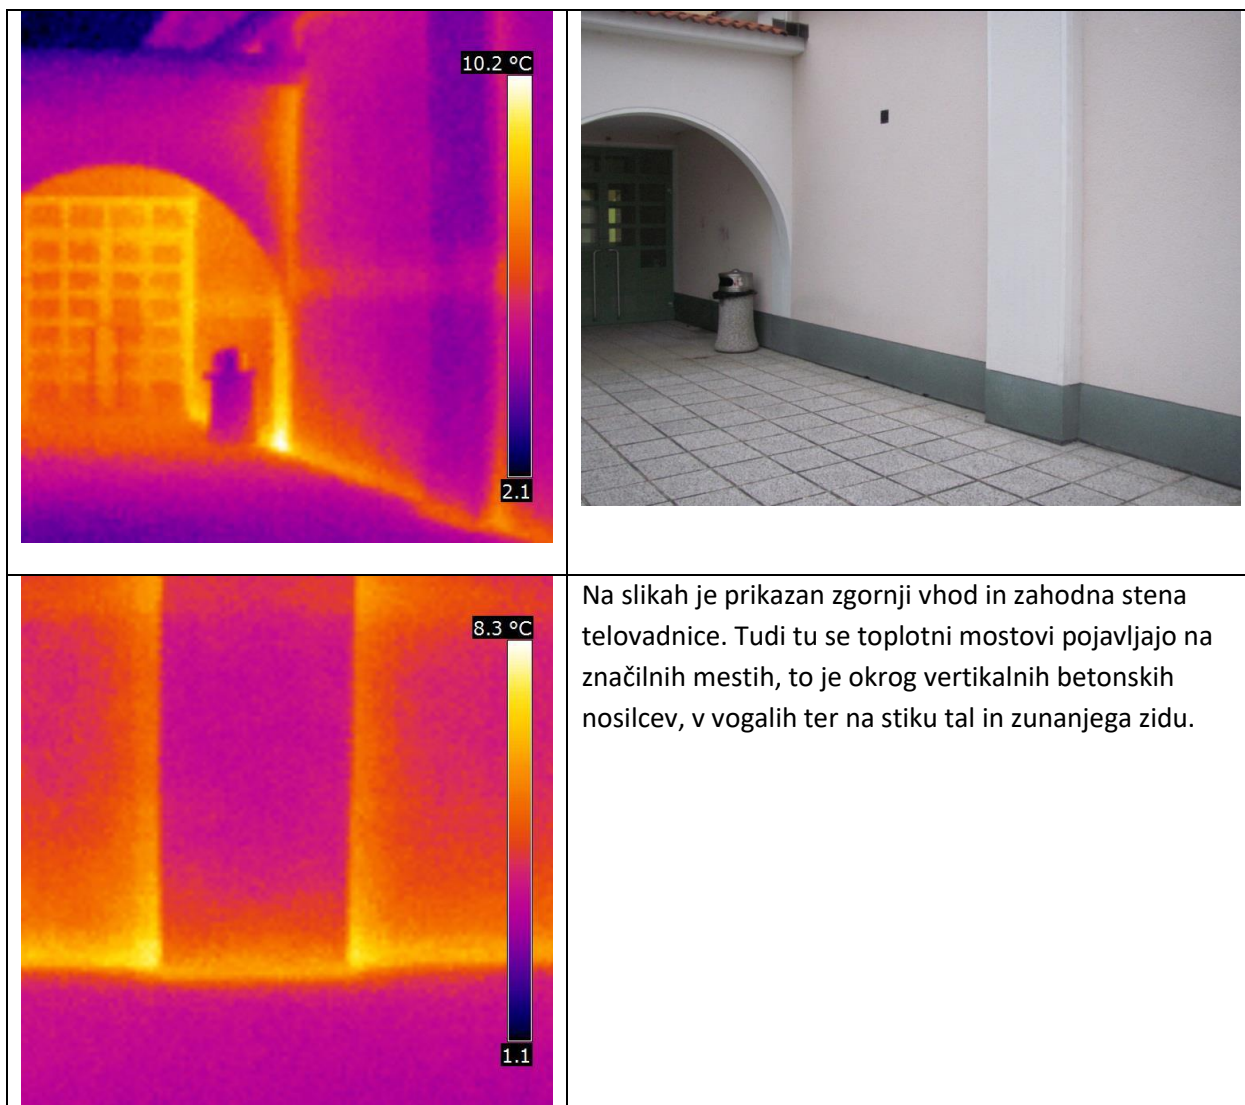 10.2 °C
2.1
8.3 °C
1.1
Na slikah je prikazan zgornji vhod in zahodna stena
telovadnice. Tudi tu se toplotni mostovi pojavljajo na
značilnih mestih, to je okrog vertikalnih betonskih
nosilcev, v vogalih ter na stiku tal in zunanjega zidu.